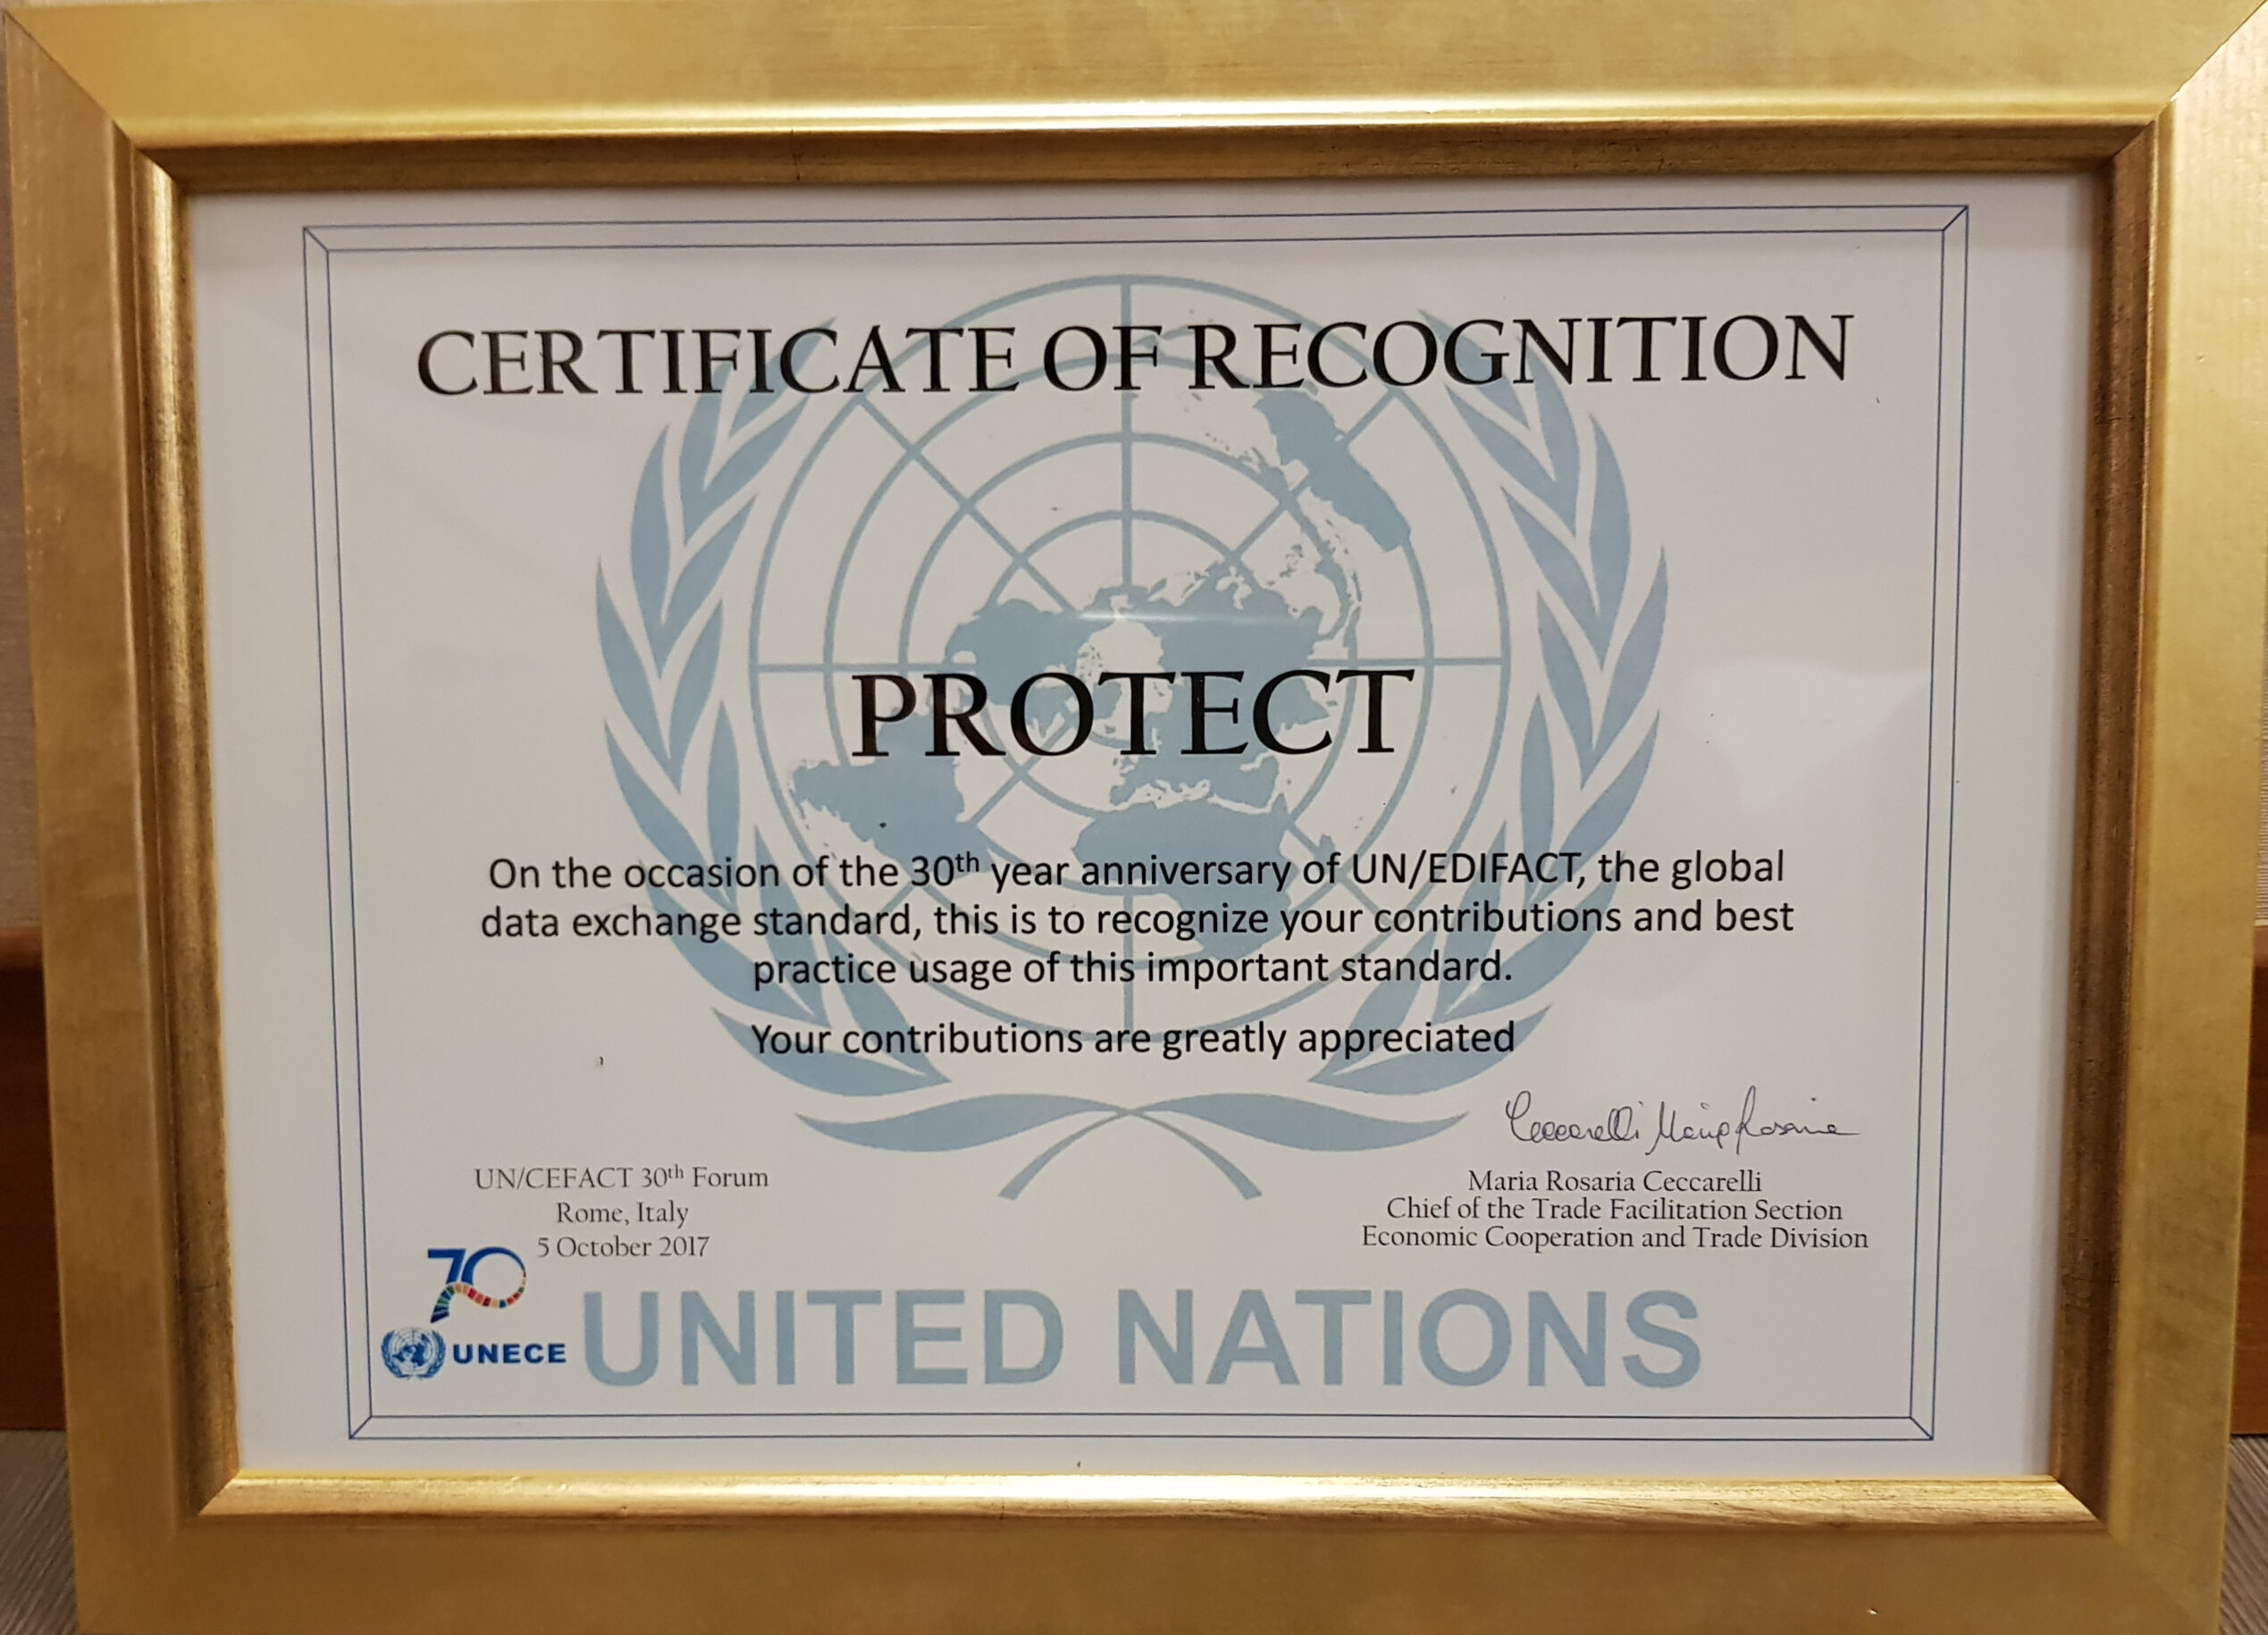 CERTIFICATE OF RECOGNITION
PROTECT
On the occasion of the 30th year anniversary of UN/EDIFACT, the global
data exchange standard, this is to recognize your contributions and best
practice usage of this important standard.
Your contributions are greatly appreciated
Ceccarelli Maria Rosaria
UN/CEFACT 30th Forum
Rome, Italy
5 October 2017
Maria Rosaria Ceccarelli
Chief of the Trade Facilitation Section
Economic Cooperation and Trade Division
70
UNECE
UNITED NATIONS